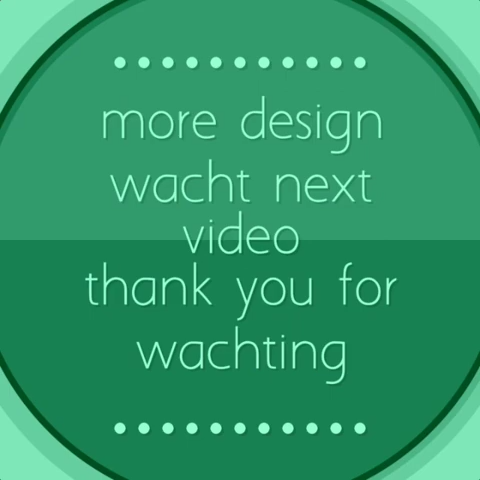 more design
wacht next
video
thank you for
wachting